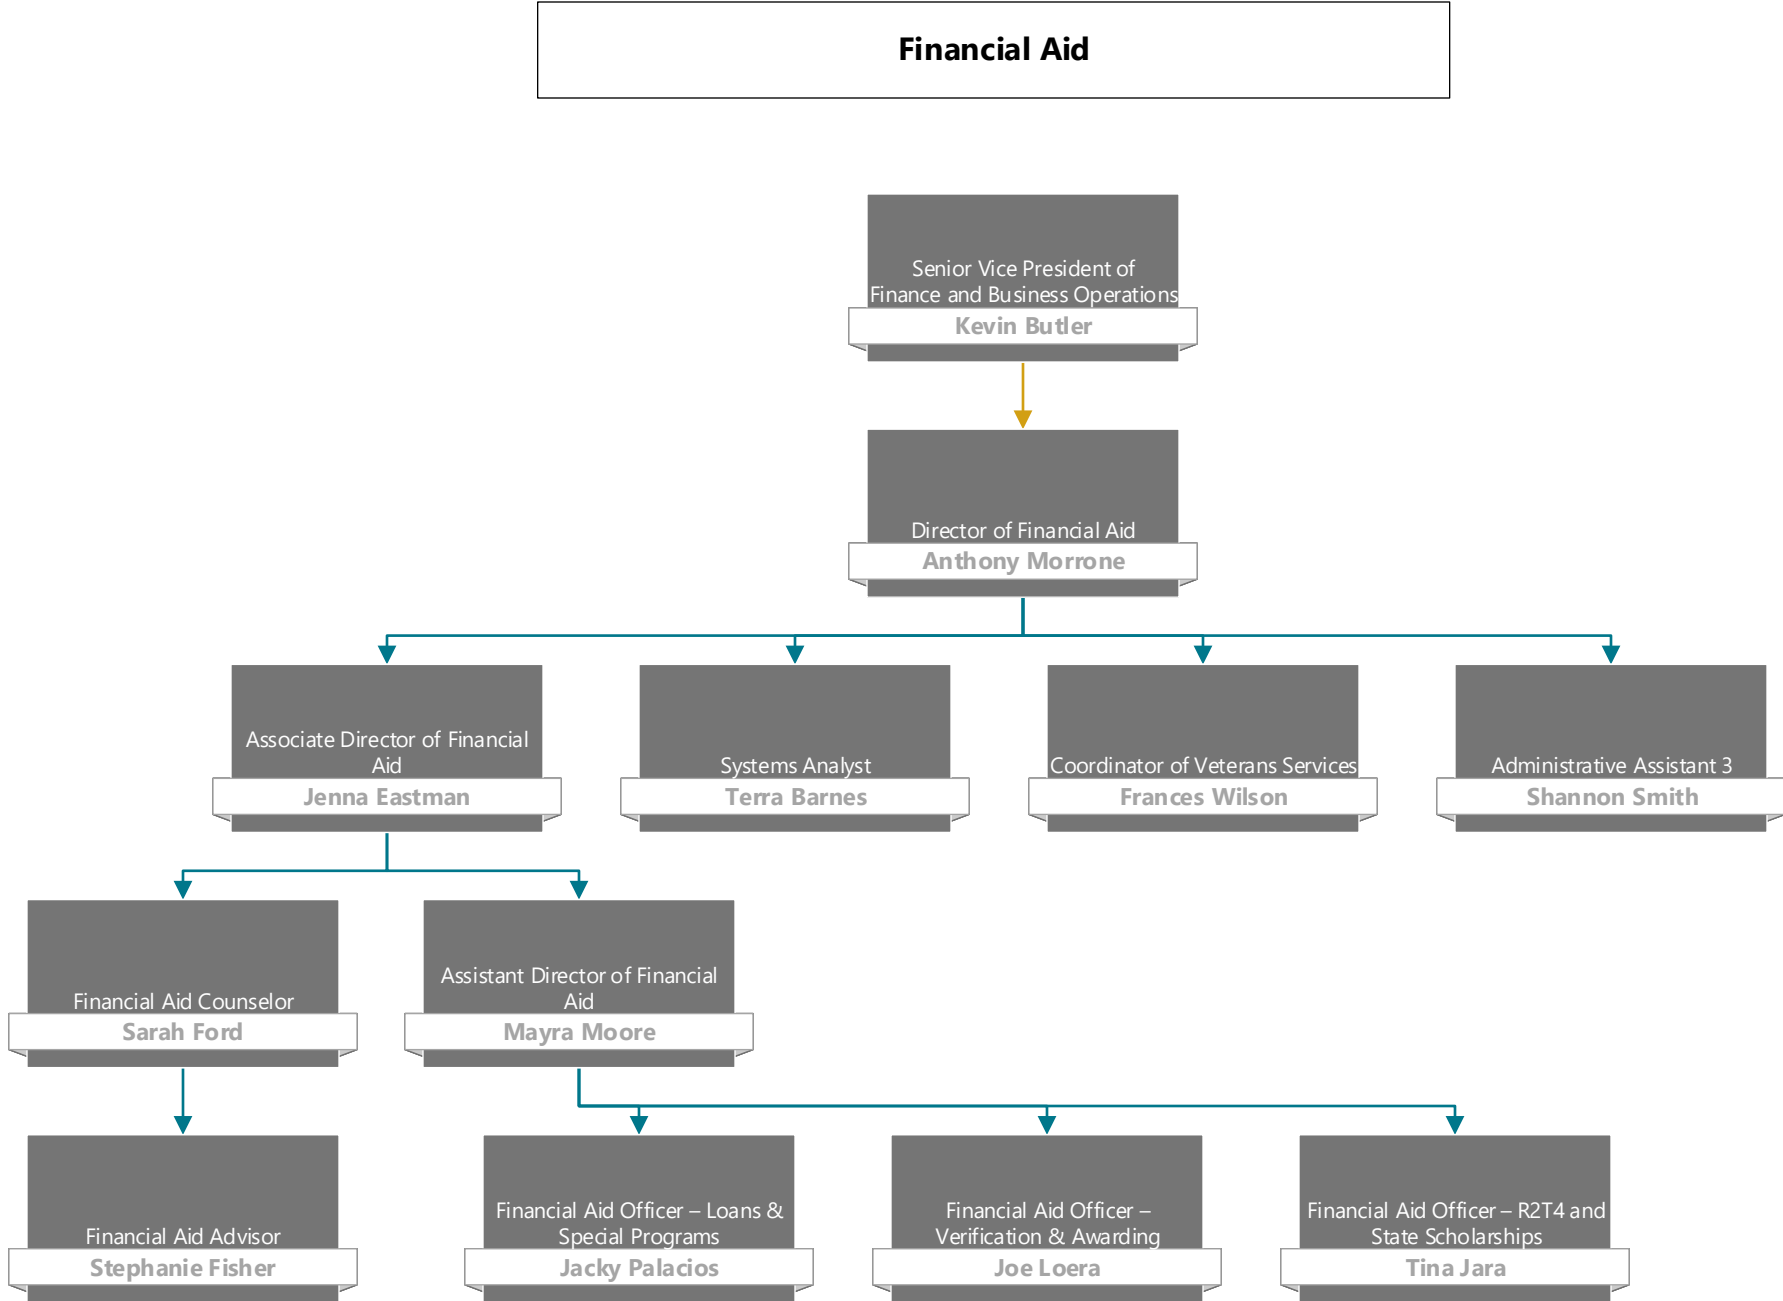 Financial Aid
Senior Vice President of
Finance and Business Operations
Kevin Butler
Director of Financial Aid
Anthony Morrone
Associate Director of Financial
Aid
Jenna Eastman
Systems Analyst
Terra Barnes
Coordinator of Veterans Services
Frances Wilson
Administrative Assistant 3
Shannon Smith
Financial Aid Counselor
Sarah Ford
Assistant Director of Financial
Aid
Mayra Moore
Financial Aid Advisor
Stephanie Fisher
Financial Aid Officer – Loans &
Special Programs
Jacky Palacios
Financial Aid Officer –
Verification & Awarding
Joe Loera
Financial Aid Officer – R2T4 and
State Scholarships
Tina Jara